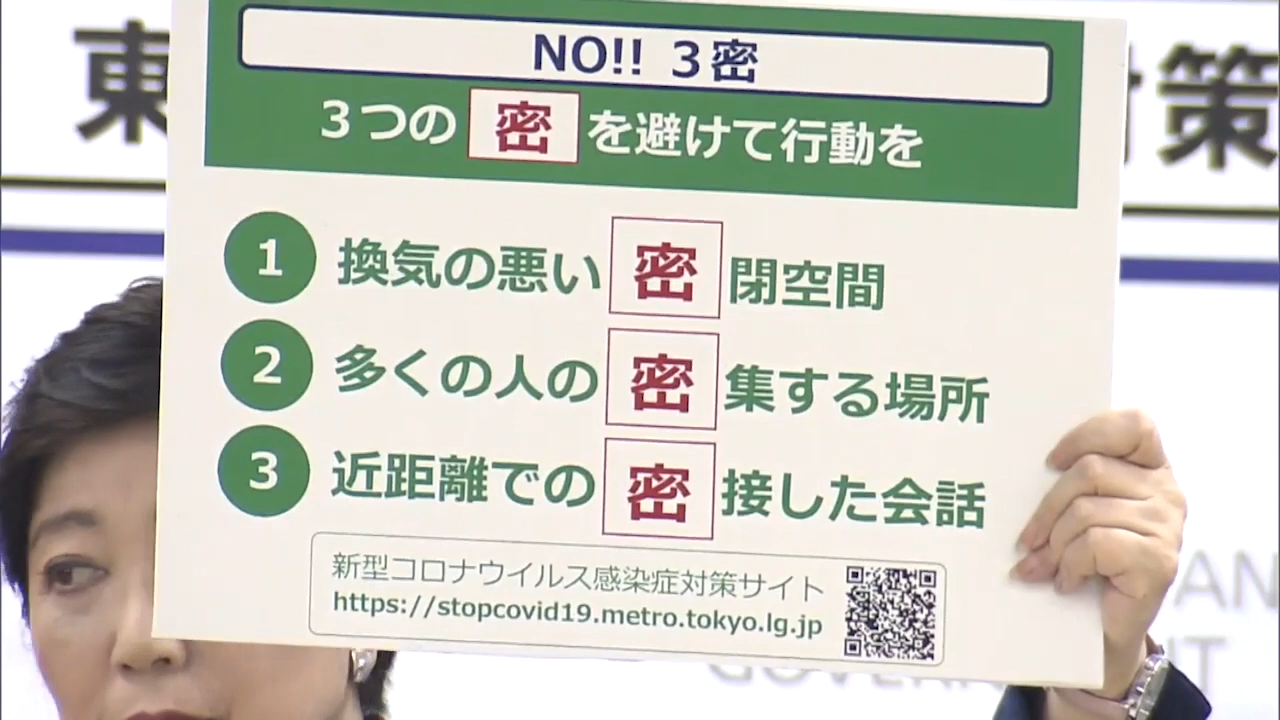 東
対策
NO!! 3密
3つの密を避けて行動を
1 換気の悪い密閉空間
2 多くの人の密集する場所
3 近距離での密接した会話
新型コロナウイルス感染症対策サイト
https://stopcovid19.metro.tokyo.lg.jp